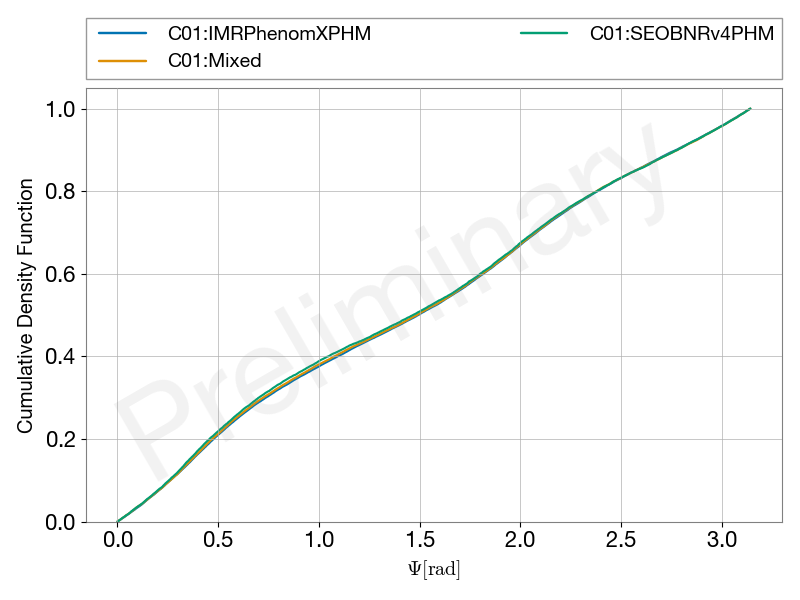 C01:IMRPhenomXPHM
C01:Mixed
C01:SEOBNRv4PHM
Preliminary
Cumulative Density Function
1.0
0.8
0.6
0.4
0.2
0.0
0.0 0.5 1.0 1.5 2.0 2.5 3.0
Ψ[rad]